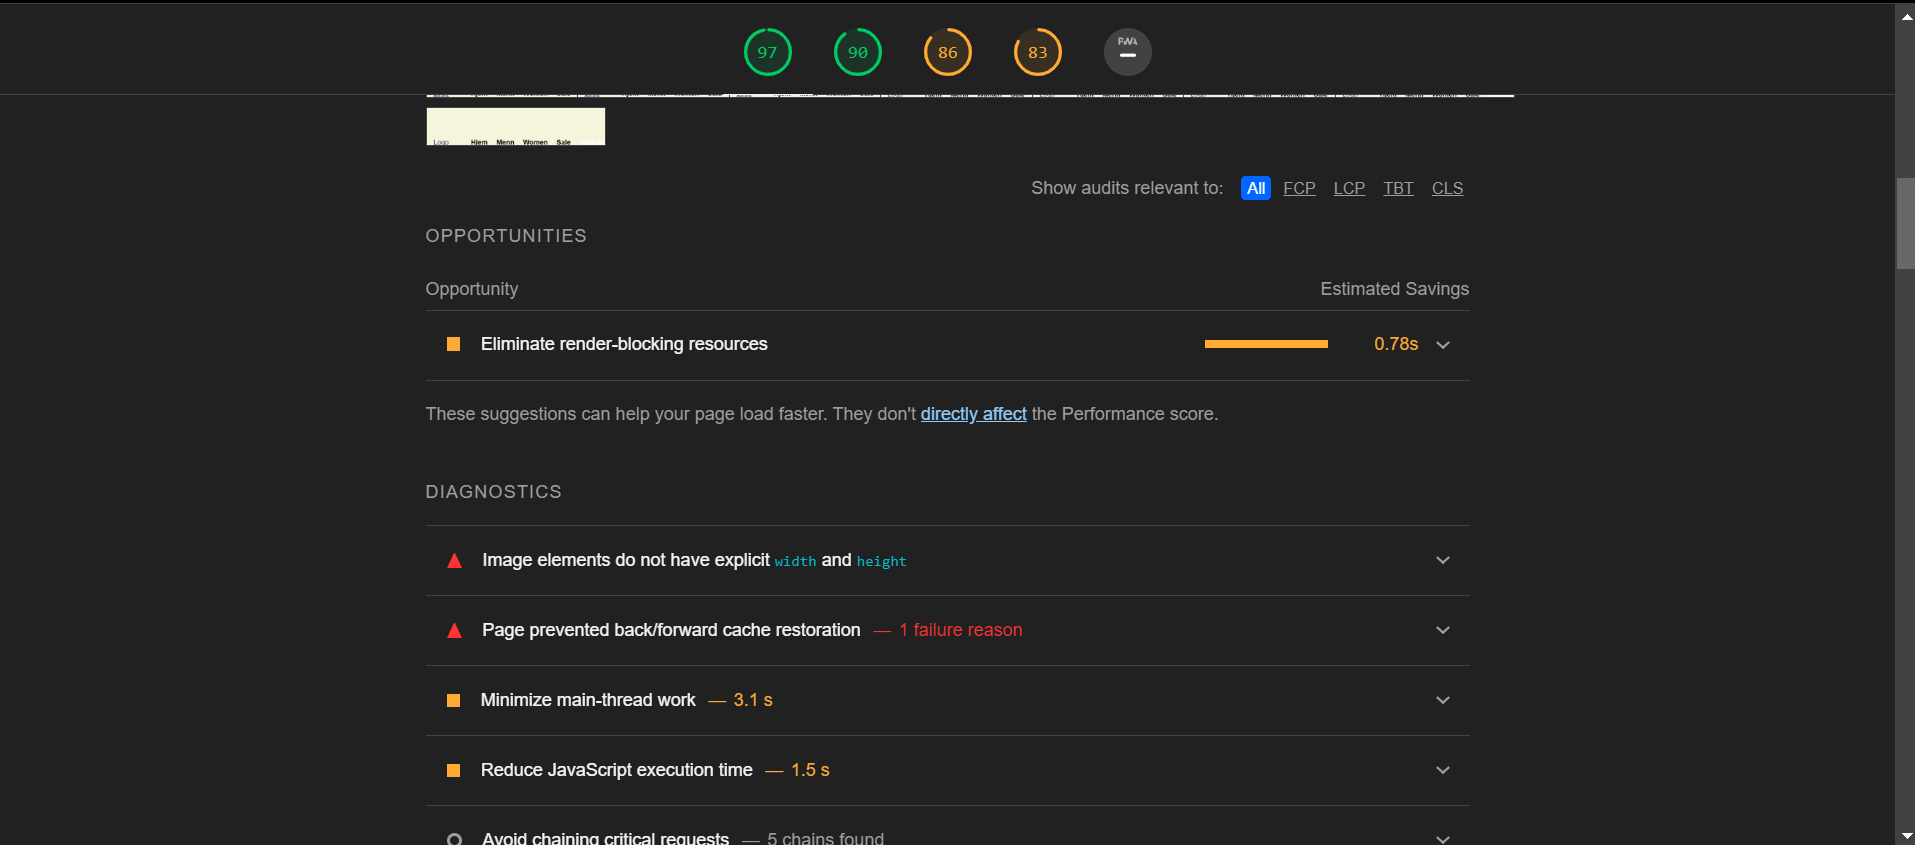 97 90 86 83 PWA
Logo Hjem Menn Women Sale
Show audits relevant to: All FCP LCP TBT CLS
OPPORTUNITIES
Opportunity Estimated Savings
Eliminate render-blocking resources 0.78s
These suggestions can help your page load faster. They don't directly affect the Performance score.
DIAGNOSTICS
Image elements do not have explicit width and height
Page prevented back/forward cache restoration — 1 failure reason
Minimize main-thread work — 3.1 s
Reduce JavaScript execution time — 1.5 s
Avoid chaining critical requests — 5 chains found